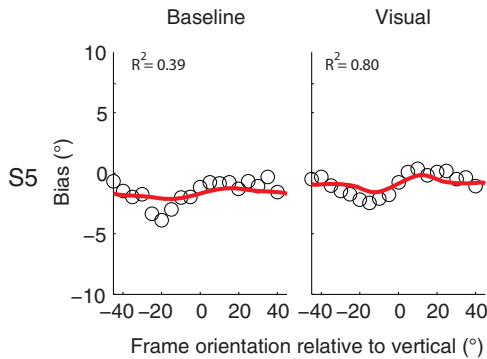 Baseline Visual
10 R²= 0.39 R²= 0.80
5
S5 Bias (°) 0
−5
−10
−40 −20 0 20 40 −40 −20 0 20 40
Frame orientation relative to vertical (°)